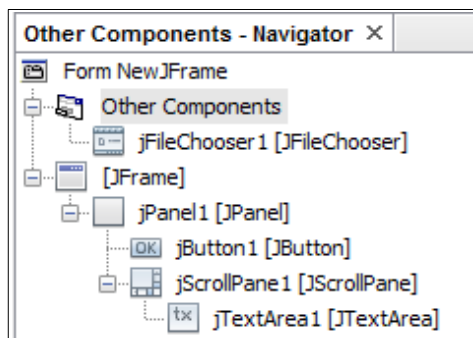 Other Components - Navigator ×
Form NewJFrame
Other Components
jFileChooser1 [JFileChooser]
[JFrame]
jPanel1 [JPanel]
OK jButton1 [JButton]
jScrollPane1 [JScrollPane]
tx jTextArea1 [JTextArea]